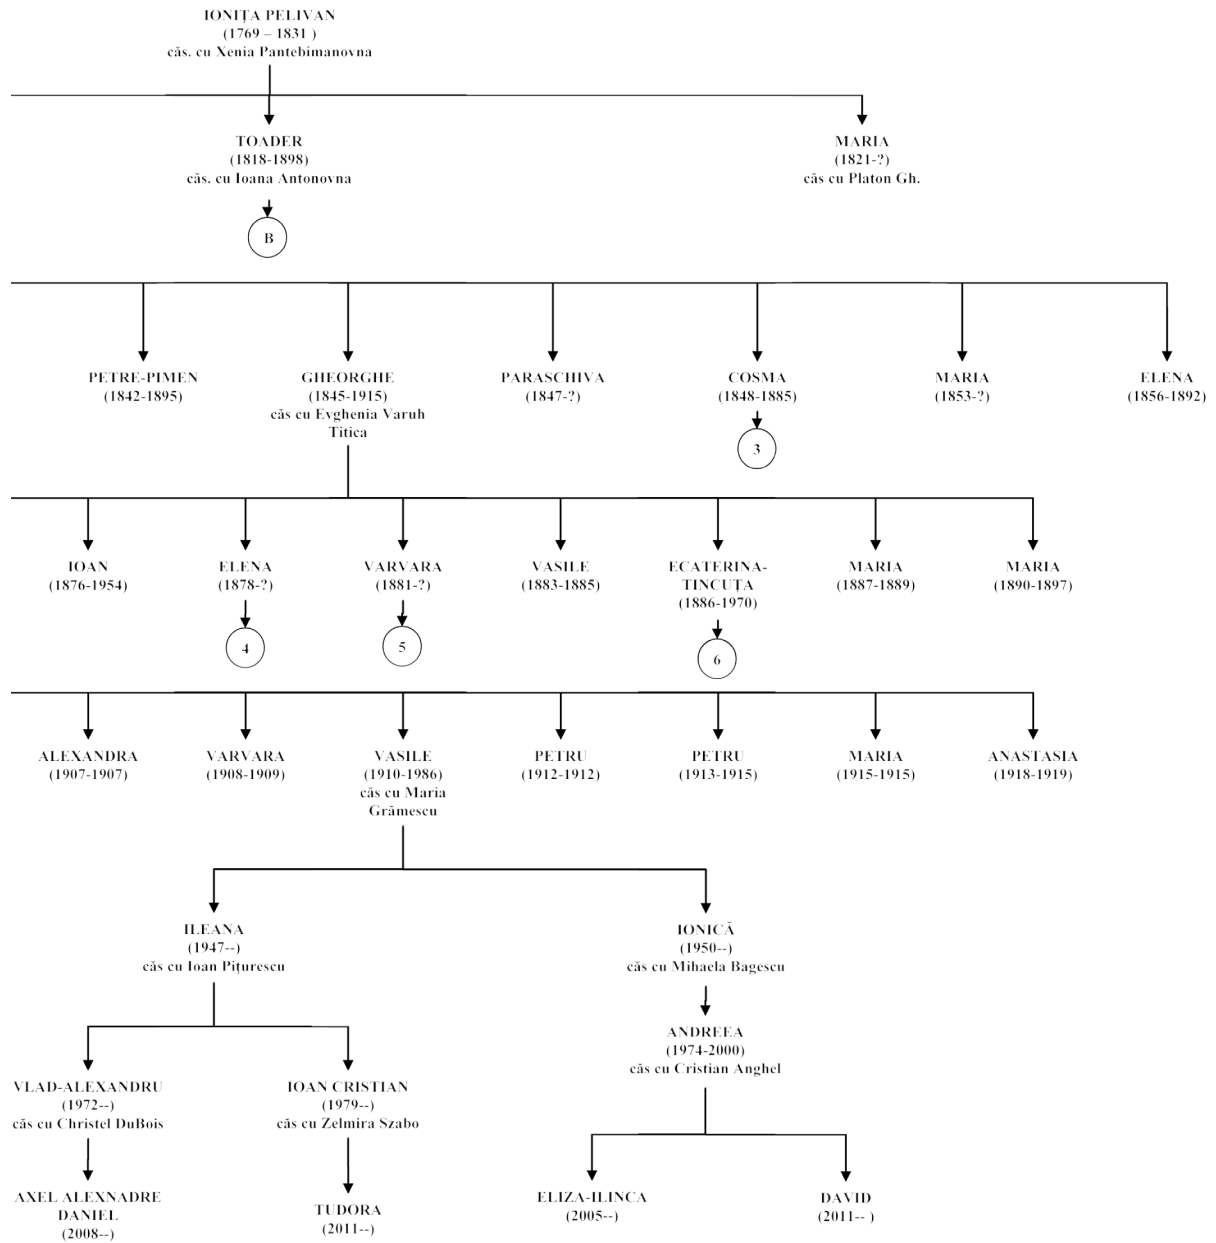 IONIȚA PELIVAN
(1769 – 1831 )
căs. cu Xenia Pantebimanovna
TOADER
(1818-1898)
căs. cu Ioana Antonovna
MARIA
(1821-?)
căs cu Platon Gh.
B
PETRE-PIMEN
(1842-1895)
GHEORGHE
(1845-1915)
căs cu Evghenia Varuh
Titica
PARASCHIVA
(1847-?)
COSMA
(1848-1885)
MARIA
(1853-?)
ELENA
(1856-1892)
3
IOAN
(1876-1954)
ELENA
(1878-?)
VARVARA
(1881-?)
VASILE
(1883-1885)
ECATERINA-
TINCUȚA
(1886-1970)
MARIA
(1887-1889)
MARIA
(1890-1897)
4
5
6
ALEXANDRA
(1907-1907)
VARVARA
(1908-1909)
VASILE
(1910-1986)
căs cu Maria
Grămescu
PETRU
(1912-1912)
PETRU
(1913-1915)
MARIA
(1915-1915)
ANASTASIA
(1918-1919)
ILEANA
(1947--)
căs cu Ioan Pițurescu
IONICĂ
(1950--)
căs cu Mihaela Bagescu
ANDREEA
(1974-2000)
căs cu Cristian Anghel
VLAD-ALEXANDRU
(1972--)
căs cu Christel DuBois
IOAN CRISTIAN
(1979--)
căs cu Zelmira Szabo
AXEL ALEXNADRE
DANIEL
(2008--)
TUDORA
(2011--)
ELIZA-ILINCA
(2005--)
DAVID
(2011-- )